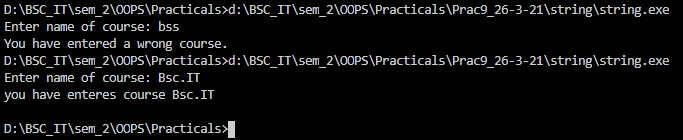 D:\BSC_IT\sem_2\OOPS\Practicals>d:\BSC_IT\sem_2\OOPS\Practicals\Prac9_26-3-21\string\string.exe
Enter name of course: bss
You have entered a wrong course.
D:\BSC_IT\sem_2\OOPS\Practicals>d:\BSC_IT\sem_2\OOPS\Practicals\Prac9_26-3-21\string\string.exe
Enter name of course: Bsc.IT
you have enteres course Bsc.IT
D:\BSC_IT\sem_2\OOPS\Practicals>